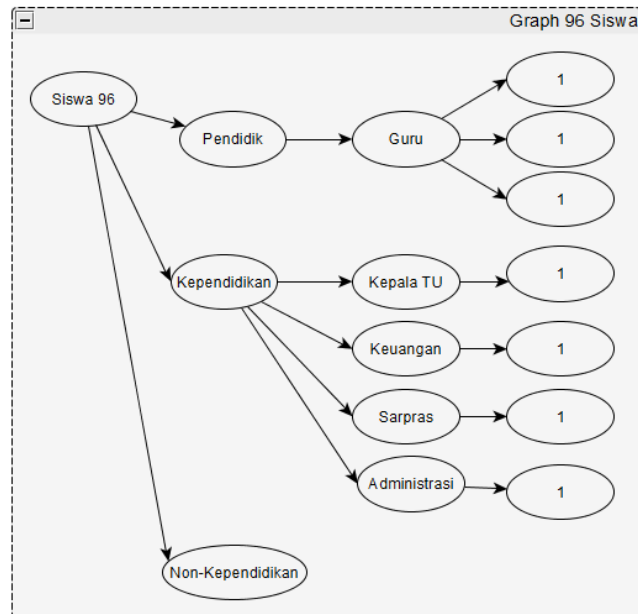 Graph 96 Siswa
Siswa 96
Pendidik
Guru
1
1
1
Kependidikan
Kepala TU
1
Keuangan
1
Sarpras
1
Administrasi
1
Non-Kependidikan